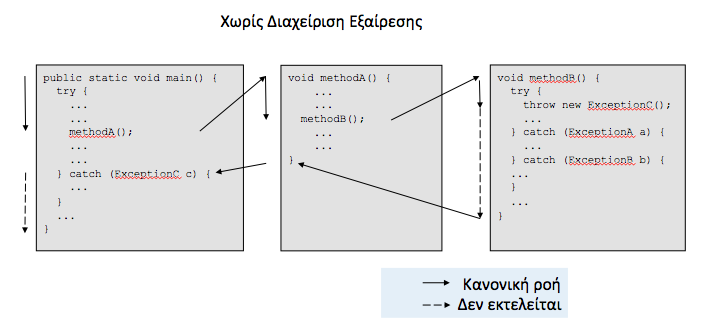 Χωρίς Διαχείριση Εξαίρεσης
public static void main() {
try {
...
...
methodA();
...
...
} catch (ExceptionC c) {
...
}
...
}
void methodA() {
...
...
methodB();
...
...
}
void methodB() {
try {
throw new ExceptionC();
...
} catch (ExceptionA a) {
...
} catch (ExceptionB b) {
...
}
...
}
Κανονική ροή
Δεν εκτελείται